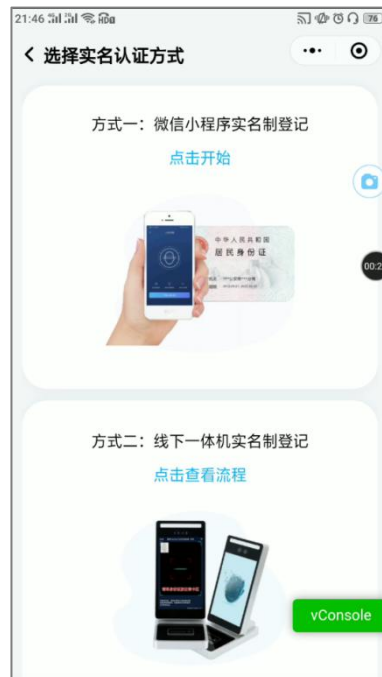 21:46
76
选择实名认证方式
方式一：微信小程序实名制登记
点击开始
中华人民共和国
居民身份证
00:2
方式二：线下一体机实名制登记
点击查看流程
vConsole